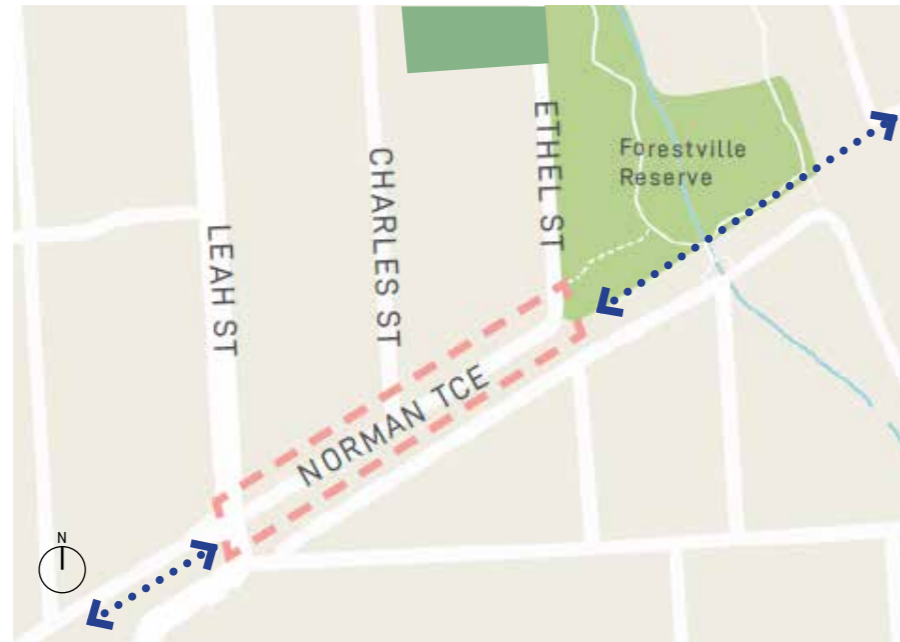 ETHEL ST
Forestville
Reserve
CHARLES ST
LEAH ST
NORMAN TCE
N